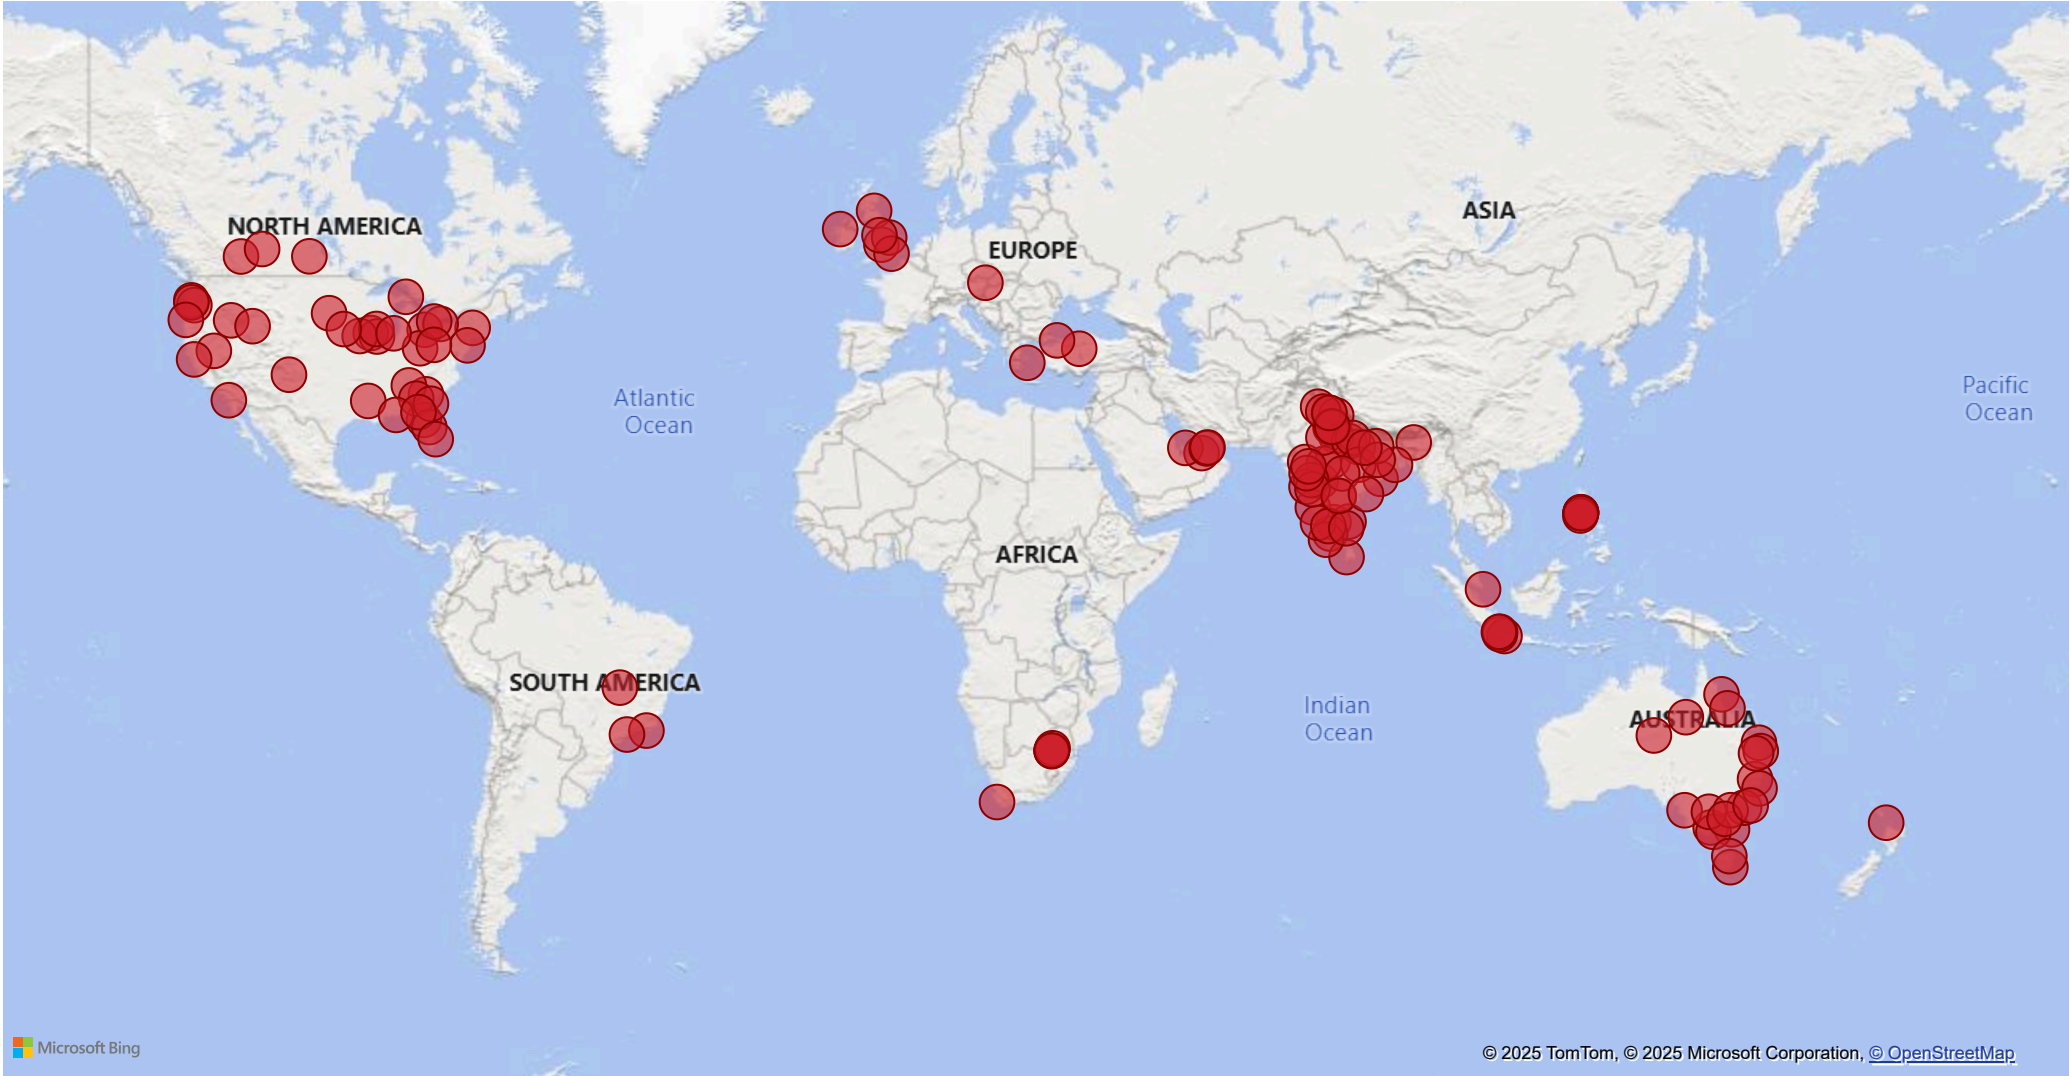 ASIA
NORTH AMERICA
EUROPE
Atlantic
Ocean
Pacific
Ocean
AFRICA
SOUTH AMERICA
Indian
Ocean
AUSTRALIA
Microsoft Bing
© 2025 TomTom, © 2025 Microsoft Corporation, © OpenStreetMap